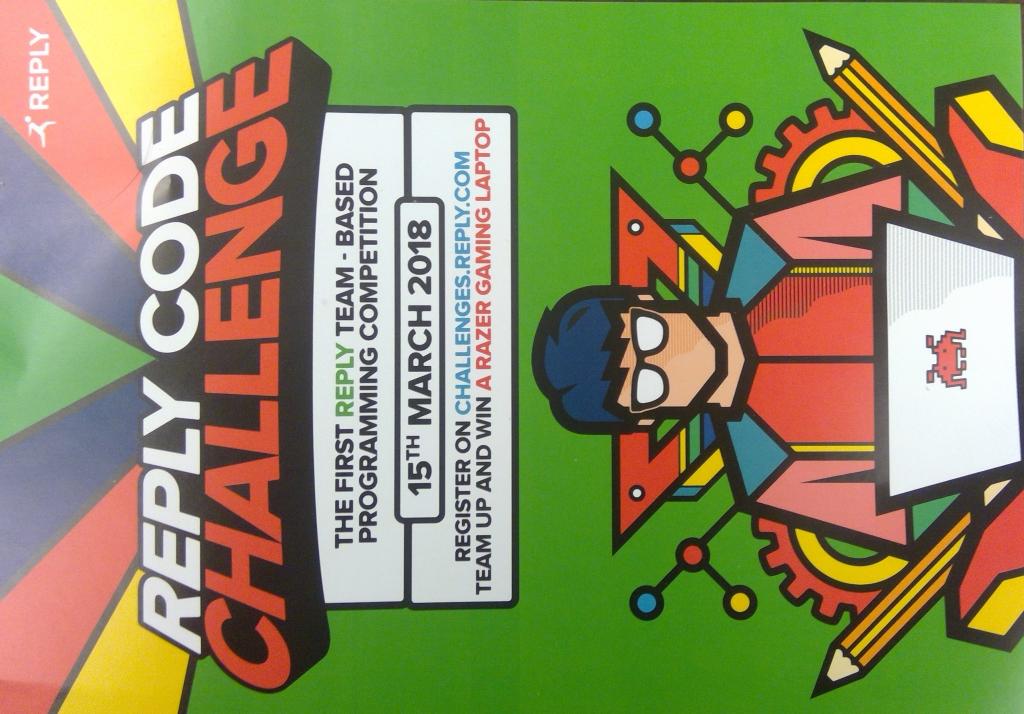 REPLY
REPLY CODE
CHALLENGE
THE FIRST REPLY TEAM - BASED
PROGRAMMING COMPETITION
15TH MARCH 2018
REGISTER ON CHALLENGES.REPLY.COM
TEAM UP AND WIN A RAZER GAMING LAPTOP